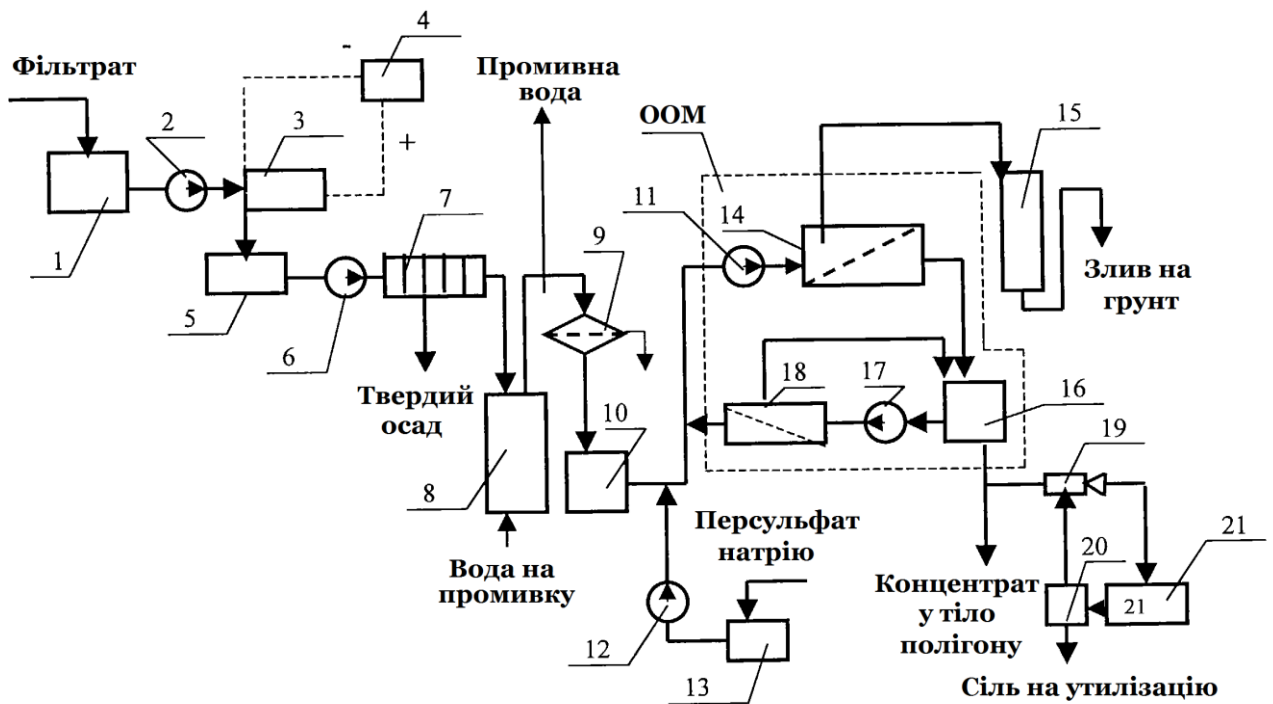 Фільтрат
-
4
Промивна
вода
ООМ
2
3
+
15
1
7
9
11
14
Злив на
грунт
5
6
Твердий
осад
18
17
16
10
8
19
Персульфат
натрію
20
21
Вода на
промивку
Концентрат
у тіло
полігону
21
12
13
Сіль на утилізацію